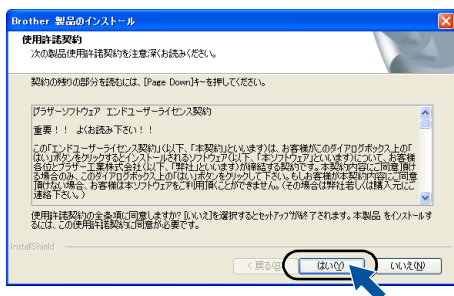 Brother 製品のインストール
使用許諾契約
次の製品使用許諾契約を注意深くお読みください。
契約の残りの部分を読むには、[Page Down]キーを押してください。
ブラザーソフトウェア エンドユーザーライセンス契約
重要!! よくお読み下さい!!
この「エンドユーザーライセンス契約」(以下、「本契約」といいます)は、お客様がこのダイアログボックス上の「
はい」ボタンをクリックするとインストールされるソフトウェア(以下、「本ソフトウェア」といいます)について、お客様
各位とブラザー工業株式会社(以下、「弊社」といいます)が締結する契約です。本契約内容にご同意頂け
る場合のみ、このダイアログボックス上の「はい」ボタンをクリックして下さい。もしお客様が本契約内容にご同意
頂けない場合、お客様は本ソフトウェアをご利用頂くことができません。(その場合は弊社若しくは購入元にご
連絡下さい。)
使用許諾契約の全条項に同意しますか? [いいえ]を選択するとセットアップが終了されます。本製品 をインストールす
るには、この使用許諾契約に同意が必要です。
InstallShield
< 戻る(B) はい(Y) いいえ(N)